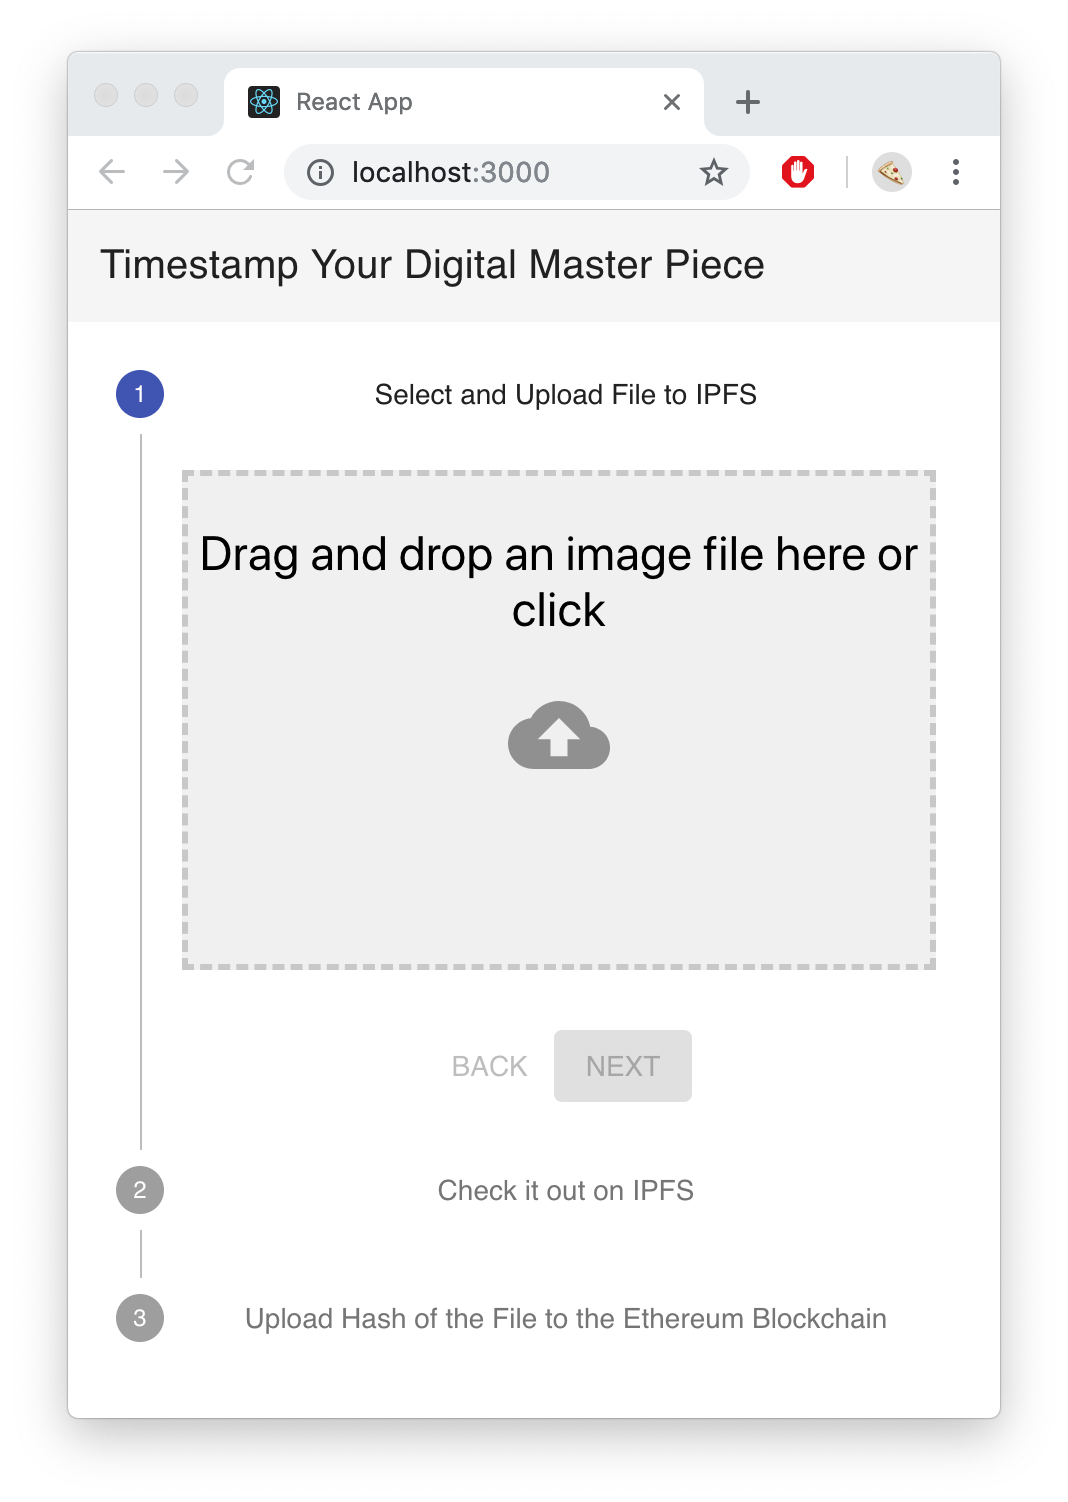 React App
localhost:3000
Timestamp Your Digital Master Piece
1
Select and Upload File to IPFS
Drag and drop an image file here or
click
BACK
NEXT
2
Check it out on IPFS
3
Upload Hash of the File to the Ethereum Blockchain